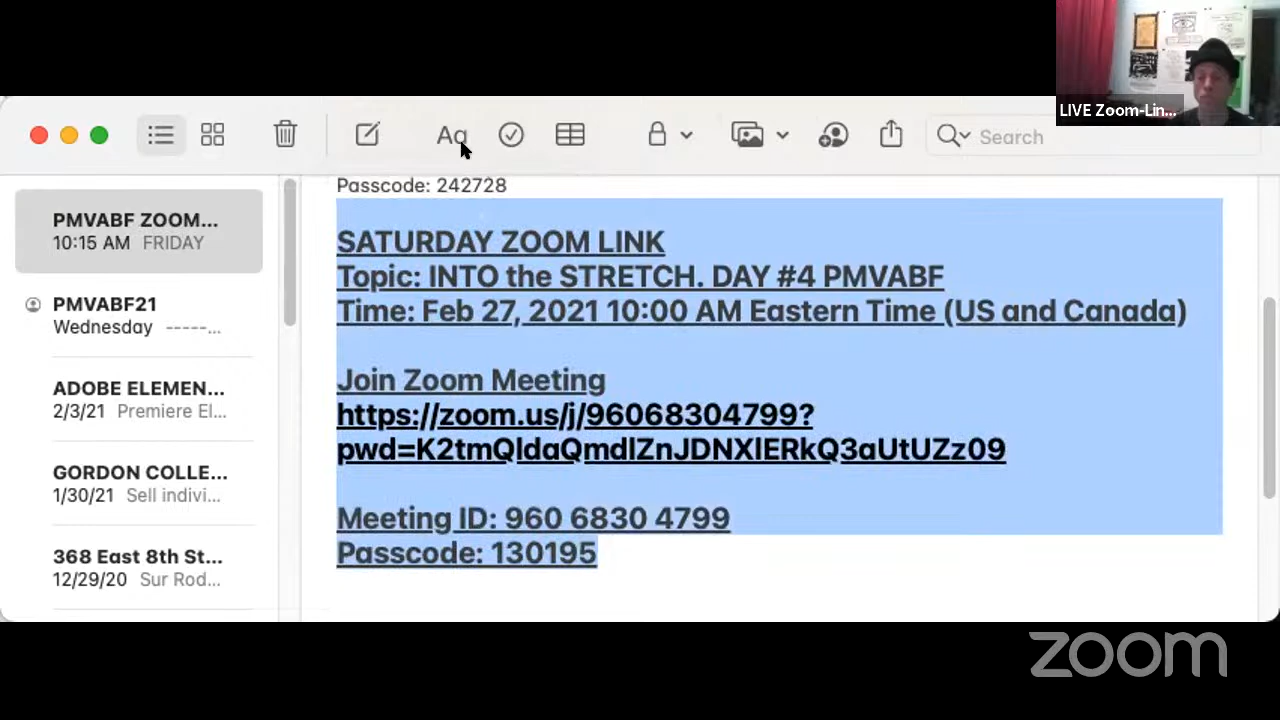 LIVE Zoom-Lin...
Aa
Search
PMVABF ZOOM...
10:15 AM FRIDAY
PMVABF21
Wednesday -----...
ADOBE ELEMEN...
2/3/21 Premiere El...
GORDON COLLE...
1/30/21 Sell indivi...
368 East 8th St...
12/29/20 Sur Rod...
Passcode: 242728
SATURDAY ZOOM LINK
Topic: INTO the STRETCH. DAY #4 PMVABF
Time: Feb 27, 2021 10:00 AM Eastern Time (US and Canada)
Join Zoom Meeting
https://zoom.us/j/96068304799?
pwd=K2tmQldaQmdlZnJDNXlERkQ3aUtUZz09
Meeting ID: 960 6830 4799
Passcode: 130195
zoom